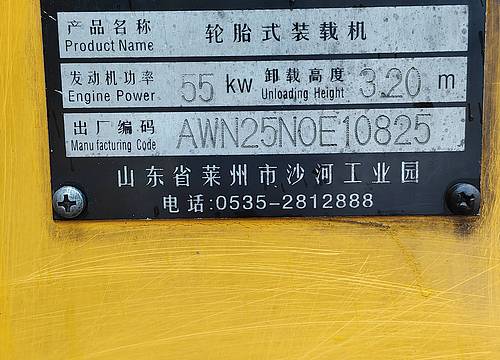 产品名称 轮胎式装载机
Product Name
发动机功率 55 kw 卸载高度 3.20 m
Engine Power Unloading Height
出厂编码 AWN25N0E10825
Manufacturing Code
山东省莱州市沙河工业园
电话:0535-2812888